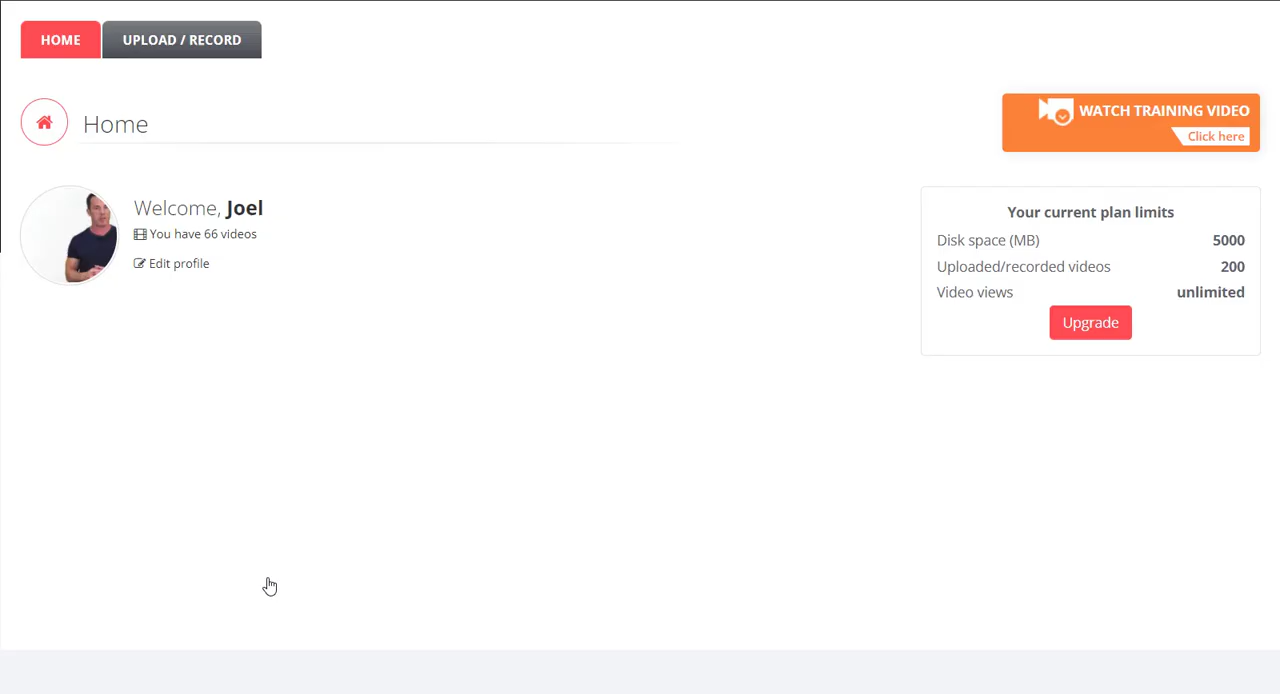 HOME
UPLOAD / RECORD
Home
WATCH TRAINING VIDEO
Click here
Welcome, Joel
You have 66 videos
Edit profile
Your current plan limits
Disk space (MB) 5000
Uploaded/recorded videos 200
Video views unlimited
Upgrade